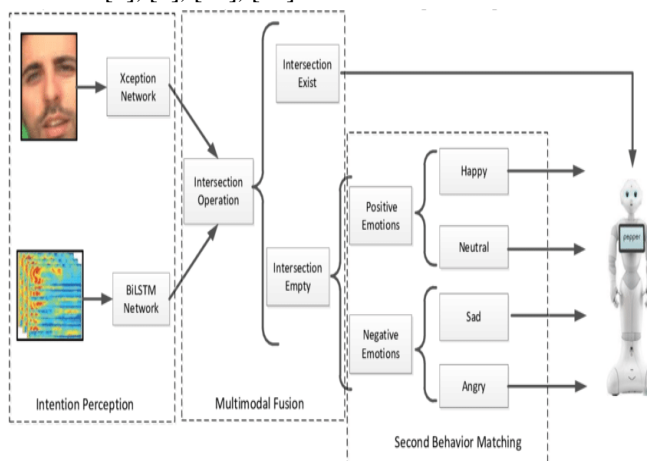 Xception
Network
BiLSTM
Network
Intention Perception
Intersection
Operation
Intersection
Exist
Intersection
Empty
Multimodal Fusion
Positive
Emotions
Negative
Emotions
Happy
Neutral
Sad
Angry
Second Behavior Matching
pepper